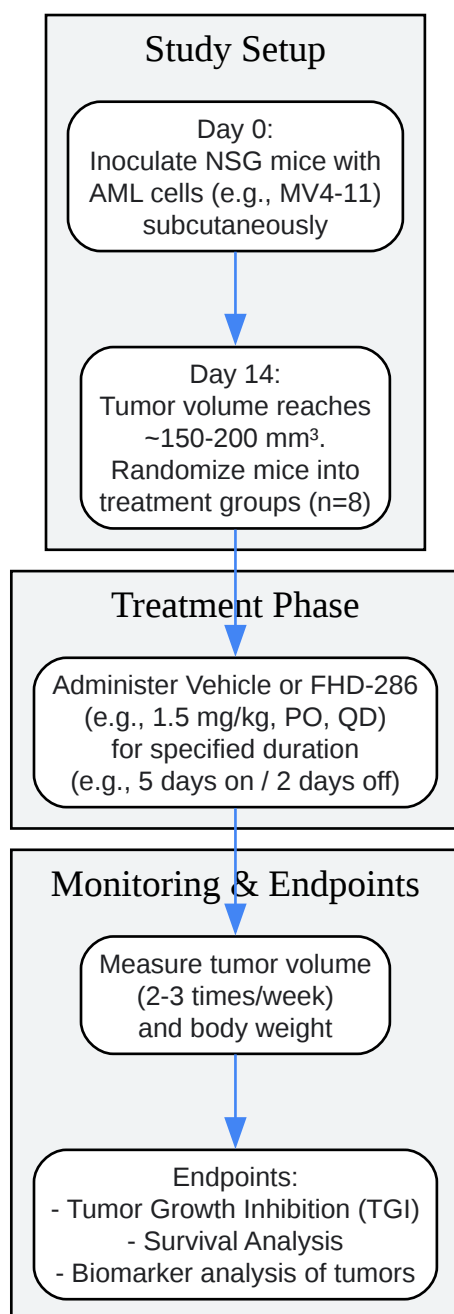 Study Setup
Day 0:
Inoculate NSG mice with
AML cells (e.g., MV4-11)
subcutaneously
Day 14:
Tumor volume reaches
~150-200 mm³.
Randomize mice into
treatment groups (n=8)
Treatment Phase
Administer Vehicle or FHD-286
(e.g., 1.5 mg/kg, PO, QD)
for specified duration
(e.g., 5 days on / 2 days off)
Monitoring & Endpoints
Measure tumor volume
(2-3 times/week)
and body weight
Endpoints:
- Tumor Growth Inhibition (TGI)
- Survival Analysis
- Biomarker analysis of tumors